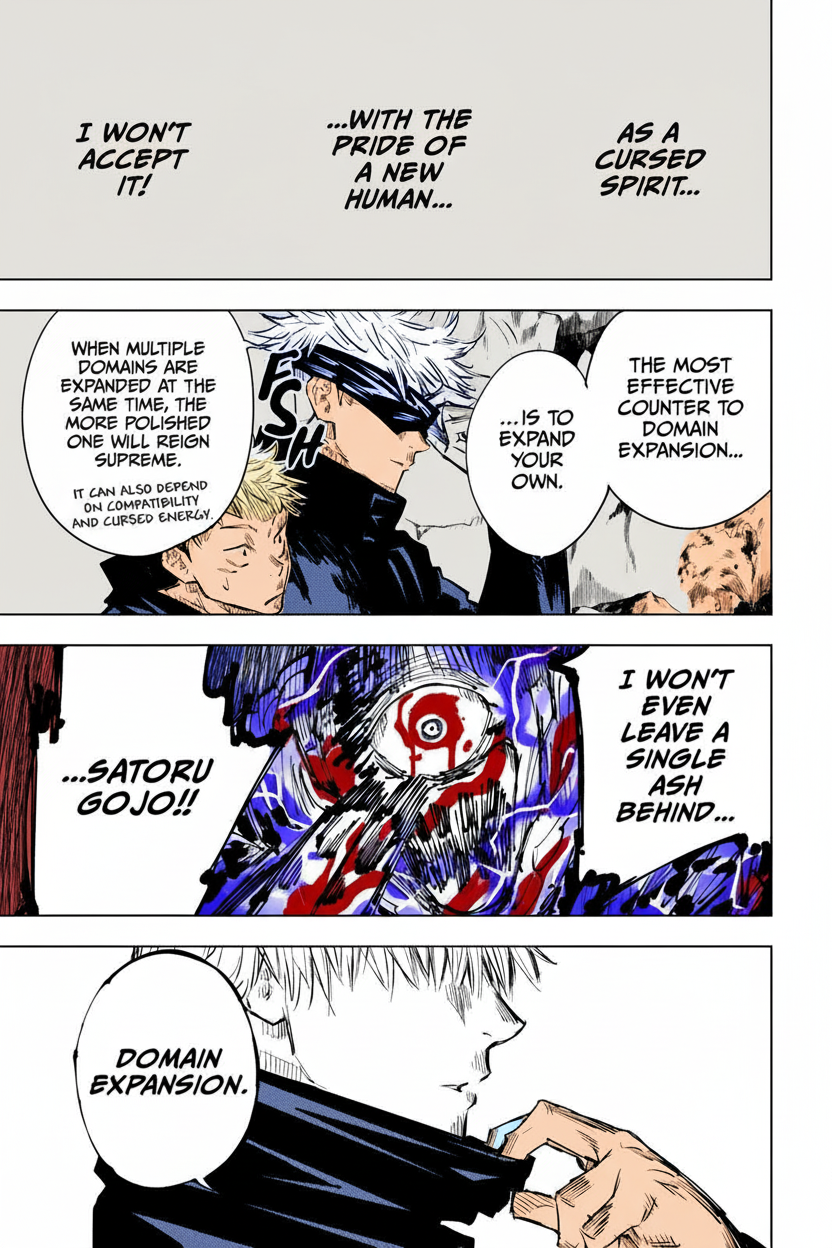 AS A
CURSED
SPIRIT...
...WITH THE
PRIDE OF
A NEW
HUMAN...
I WON'T
ACCEPT
IT!
THE MOST
EFFECTIVE
COUNTER TO
DOMAIN
EXPANSION...
...IS TO
EXPAND
YOUR
OWN.
FSHH
WHEN MULTIPLE
DOMAINS ARE
EXPANDED AT THE
SAME TIME, THE
MORE POLISHED
ONE WILL REIGN
SUPREME.
IT CAN ALSO DEPEND
ON COMPATIBILITY
AND CURSED ENERGY.
I WON'T
EVEN
LEAVE A
SINGLE
ASH
BEHIND...
...SATORU
GOJO!!
DOMAIN
EXPANSION.